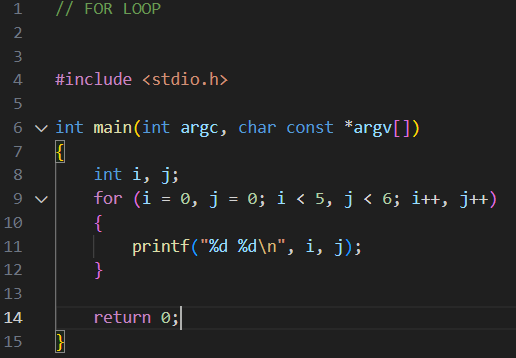 1 // FOR LOOP
2
3
4 #include <stdio.h>
5
6 int main(int argc, char const *argv[])
7 {
8     int i, j;
9     for (i = 0, j = 0; i < 5, j < 6; i++, j++)
10     {
11         printf("%d %d\n", i, j);
12     }
13
14     return 0;
15 }